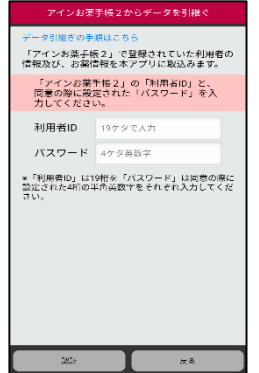 アインお薬手帳２からデータを引継ぐ
データ引継ぎの手順はこちら
「アインお薬手帳２」で登録されていた利用者の
情報及び、お薬情報を本アプリに取込みます。
「アインお薬手帳２」の「利用者ID」と、
同意の際に設定された「パスワード」を入
力してください。
利用者ID 19ケタで入力
パスワード 4ケタ英数字
※「利用者ID」は19桁を「パスワード」は同意の際に
設定された4桁の半角英数字をそれぞれ入力してくだ
さい。
戻る